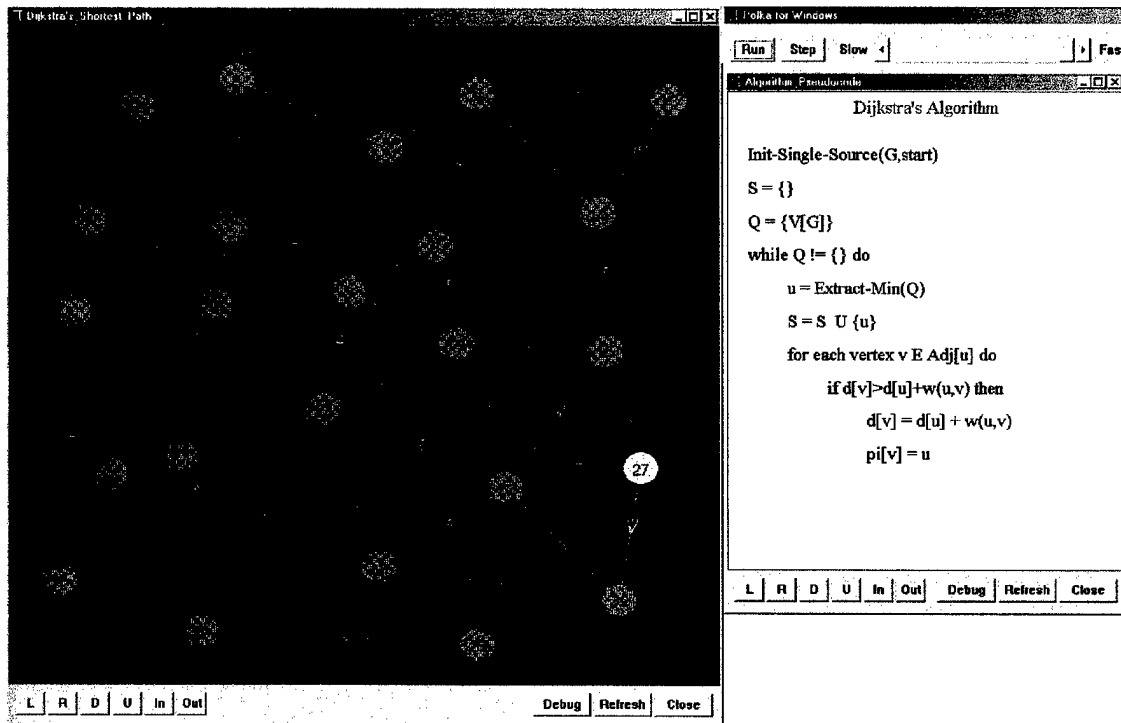 Dijkstra's Shortest Path
27
L R D U In Out Debug Refresh Close
Polka for Windows
Run Step Slow Fas
Algorithm Pseudocode
Dijkstra's Algorithm
Init-Single-Source(G,start)
S = {}
Q = {V[G]}
while Q != {} do
u = Extract-Min(Q)
S = S U {u}
for each vertex v E Adj[u] do
if d[v]>d[u]+w(u,v) then
d[v] = d[u] + w(u,v)
pi[v] = u
L R D U In Out Debug Refresh Close